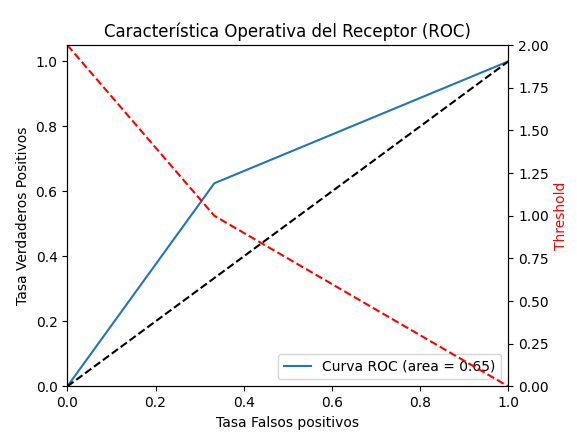 Característica Operativa del Receptor (ROC)
Tasa Verdaderos Positivos
1.0
0.8
0.6
0.4
0.2
0.0
2.00
1.75
1.50
1.25
1.00
0.75
0.50
0.25
0.00
Threshold
Curva ROC (area = 0.65)
0.0 0.2 0.4 0.6 0.8 1.0
Tasa Falsos positivos